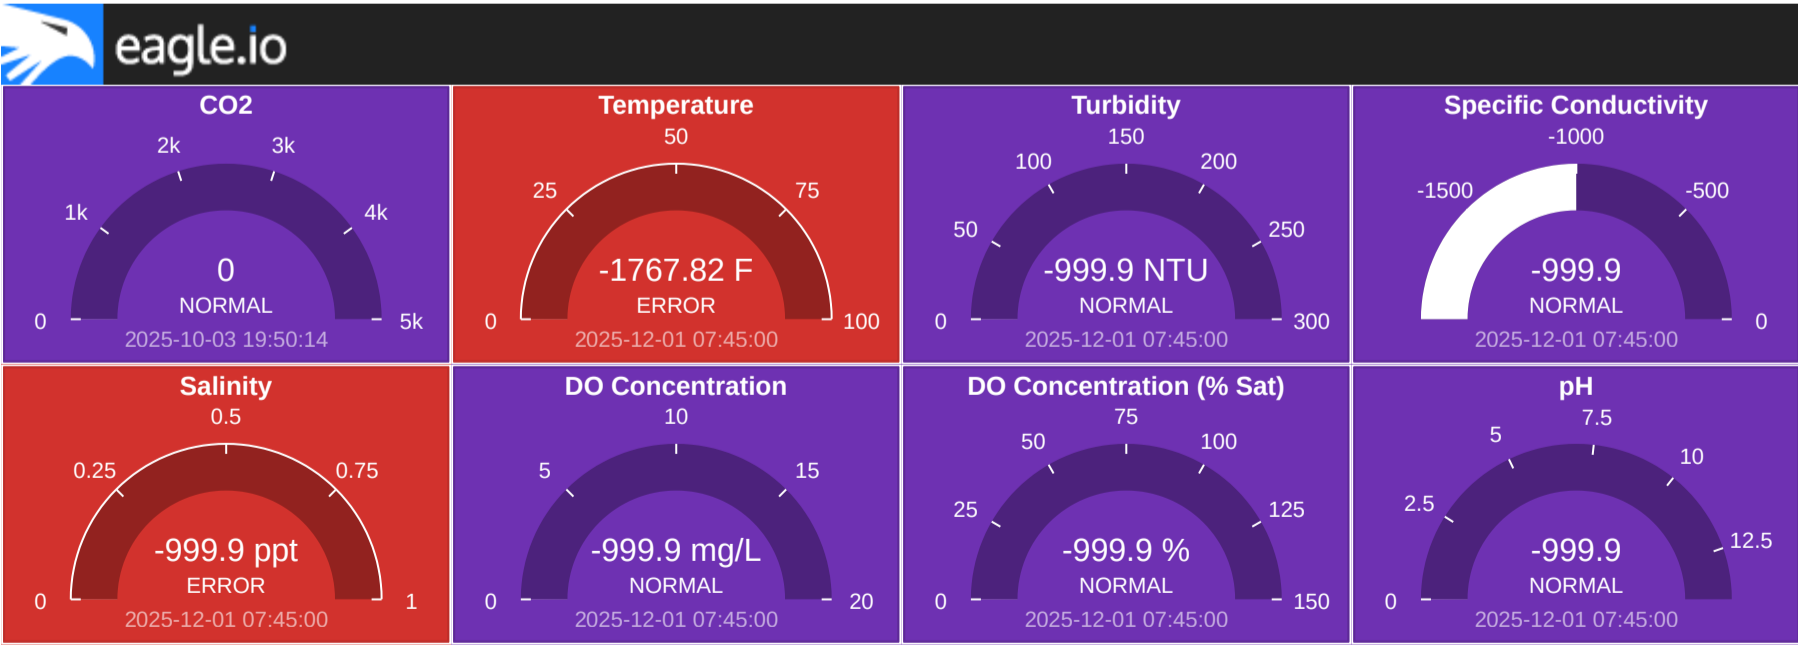 eagle.io
CO2
0
1k
2k
3k
4k
5k
0
NORMAL
2025-10-03 19:50:14
Temperature
0
25
50
75
100
-1767.82 F
ERROR
2025-12-01 07:45:00
Turbidity
0
50
100
150
200
250
300
-999.9 NTU
NORMAL
2025-12-01 07:45:00
Specific Conductivity
-1500
-1000
-500
0
-999.9
NORMAL
2025-12-01 07:45:00
Salinity
0
0.25
0.5
0.75
1
-999.9 ppt
ERROR
2025-12-01 07:45:00
DO Concentration
0
5
10
15
20
-999.9 mg/L
NORMAL
2025-12-01 07:45:00
DO Concentration (% Sat)
0
25
50
75
100
125
150
-999.9 %
NORMAL
2025-12-01 07:45:00
pH
0
2.5
5
7.5
10
12.5
-999.9
NORMAL
2025-12-01 07:45:00